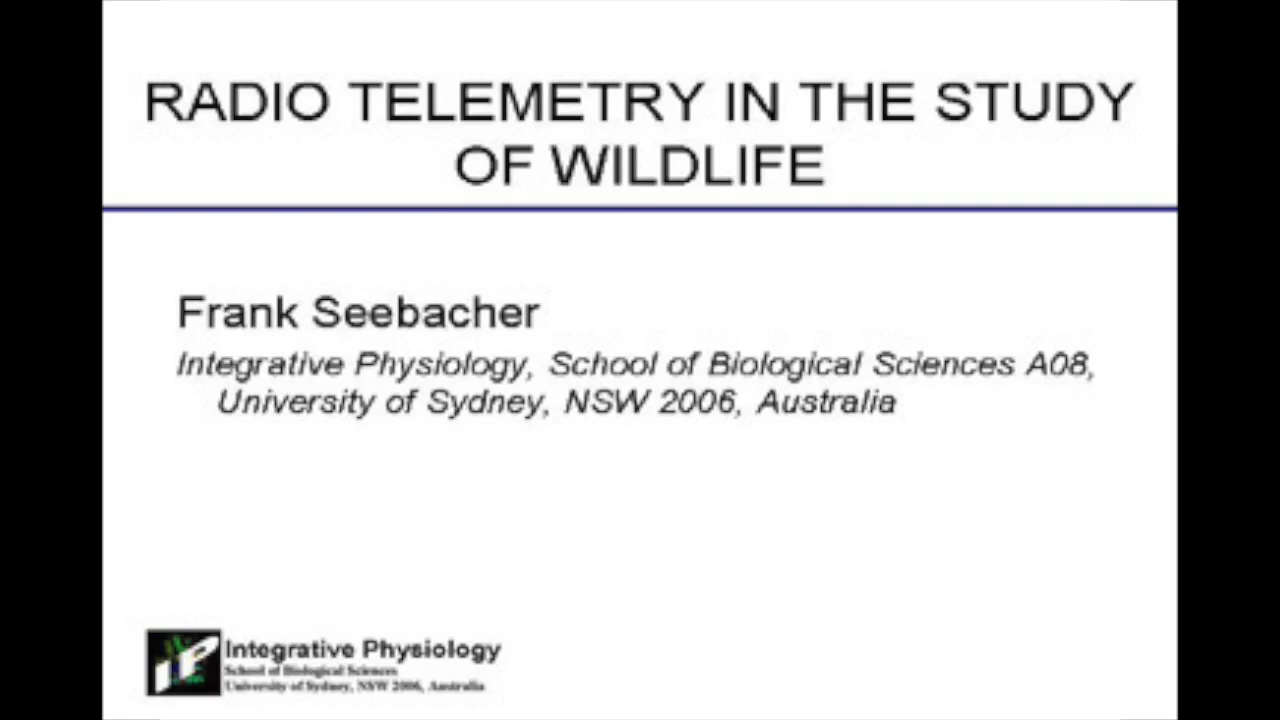 RADIO TELEMETRY IN THE STUDY
OF WILDLIFE
Frank Seebacher
Integrative Physiology, School of Biological Sciences A08,
University of Sydney, NSW 2006, Australia
iP
Integrative Physiology
School of Biological Sciences
University of Sydney, NSW 2006, Australia